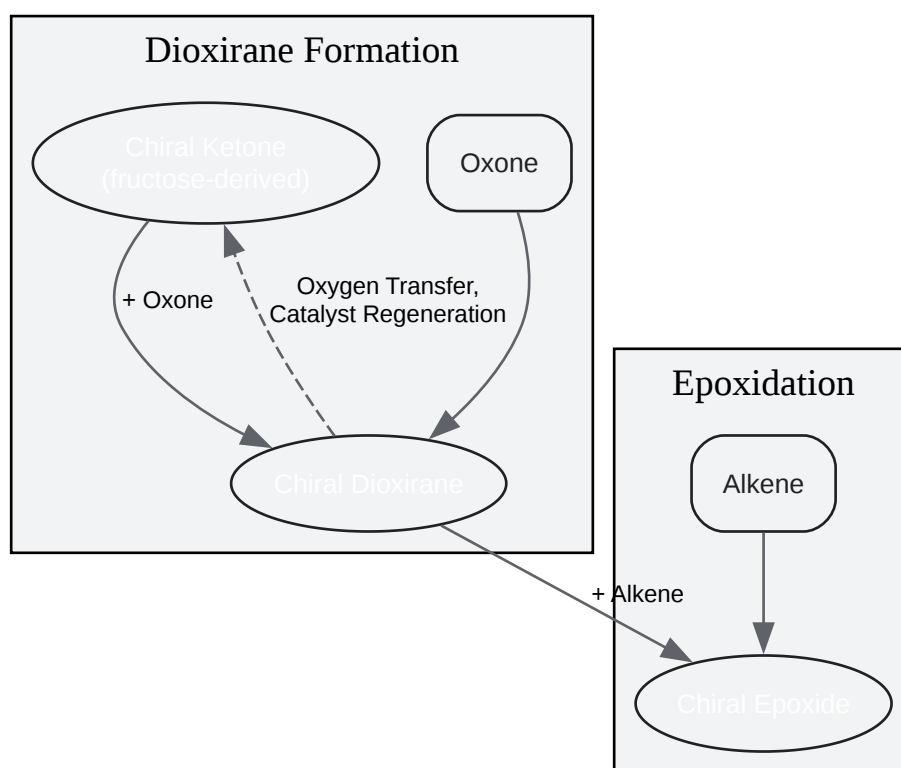 Dioxirane Formation
Chiral Ketone
(fructose-derived)
Oxone
+ Oxone
Oxygen Transfer,
Catalyst Regeneration
Chiral Dioxirane
Epoxidation
Alkene
+ Alkene
Chiral Epoxide